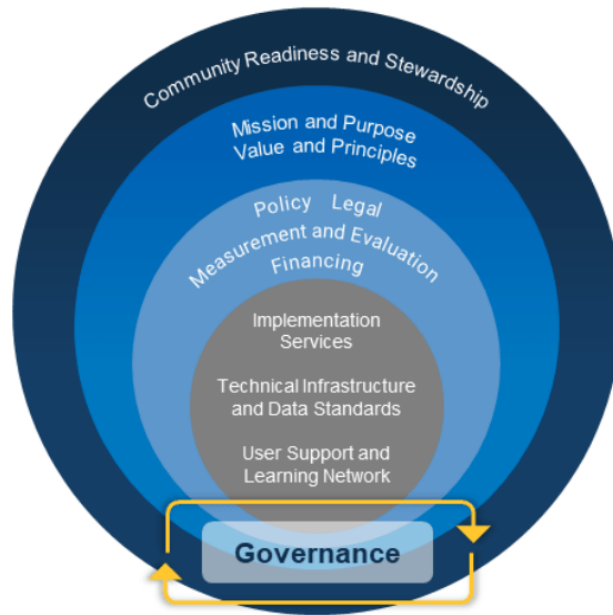 Community Readiness and Stewardship
Mission and Purpose
Value and Principles
Policy Legal
Measurement and Evaluation
Financing
Implementation
Services
Technical Infrastructure
and Data Standards
User Support and
Learning Network
Governance